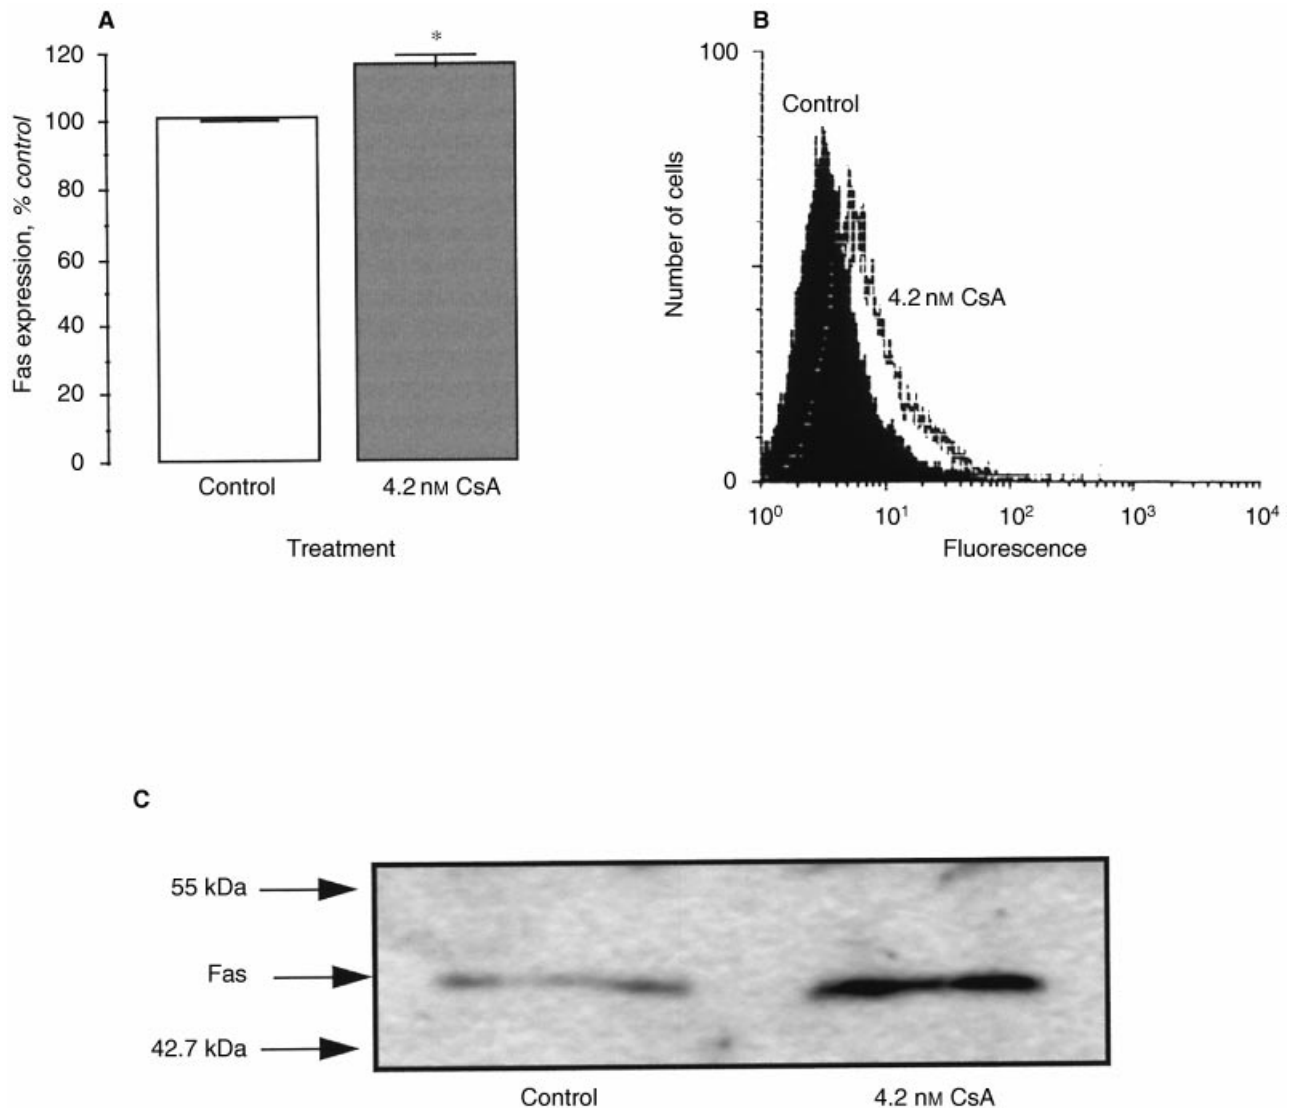 A
120
100
80
60
40
20
0
Fas expression, % control
*
Control
4.2 nM CsA
Treatment
B
100
0
Number of cells
Control
4.2 nM CsA
10⁰ 10¹ 10² 10³ 10⁴
Fluorescence
C
55 kDa
Fas
42.7 kDa
Control
4.2 nM CsA